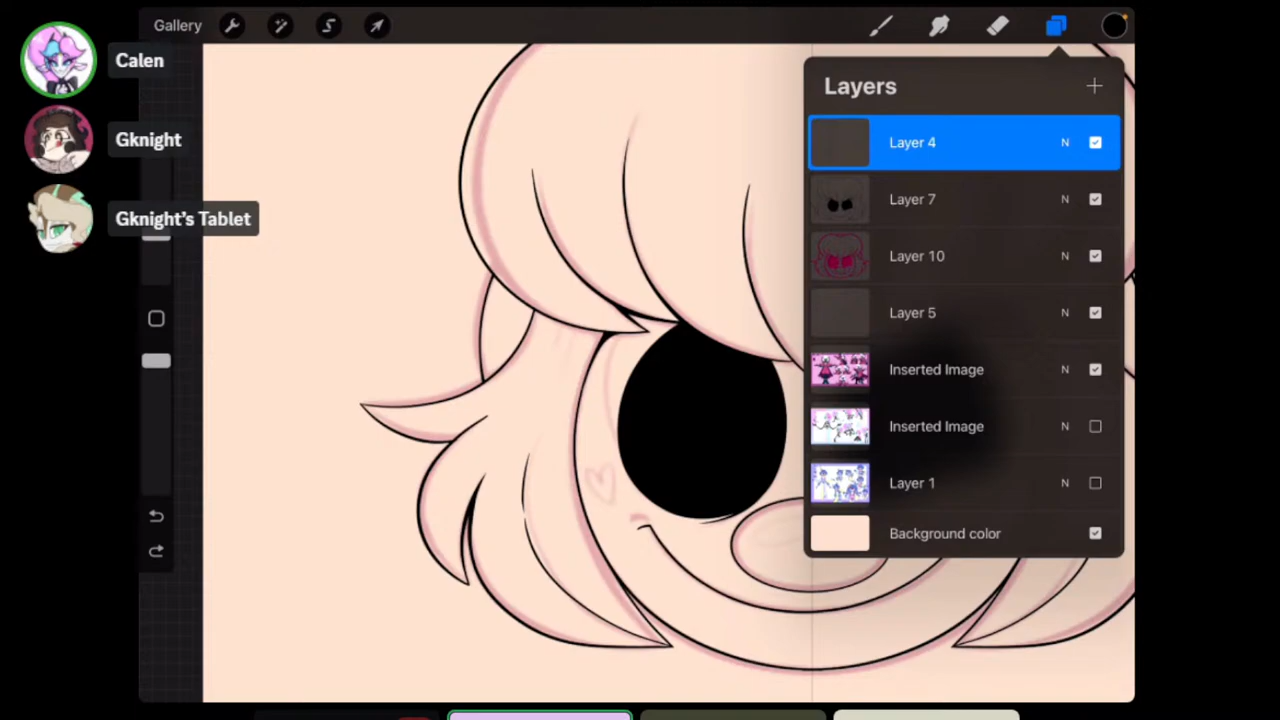 Gallery
Calen
Gknight
Gknight's Tablet
Layers
Layer 4 N
Layer 7 N
Layer 10 N
Layer 5 N
Inserted Image N
Inserted Image N
Layer 1 N
Background color